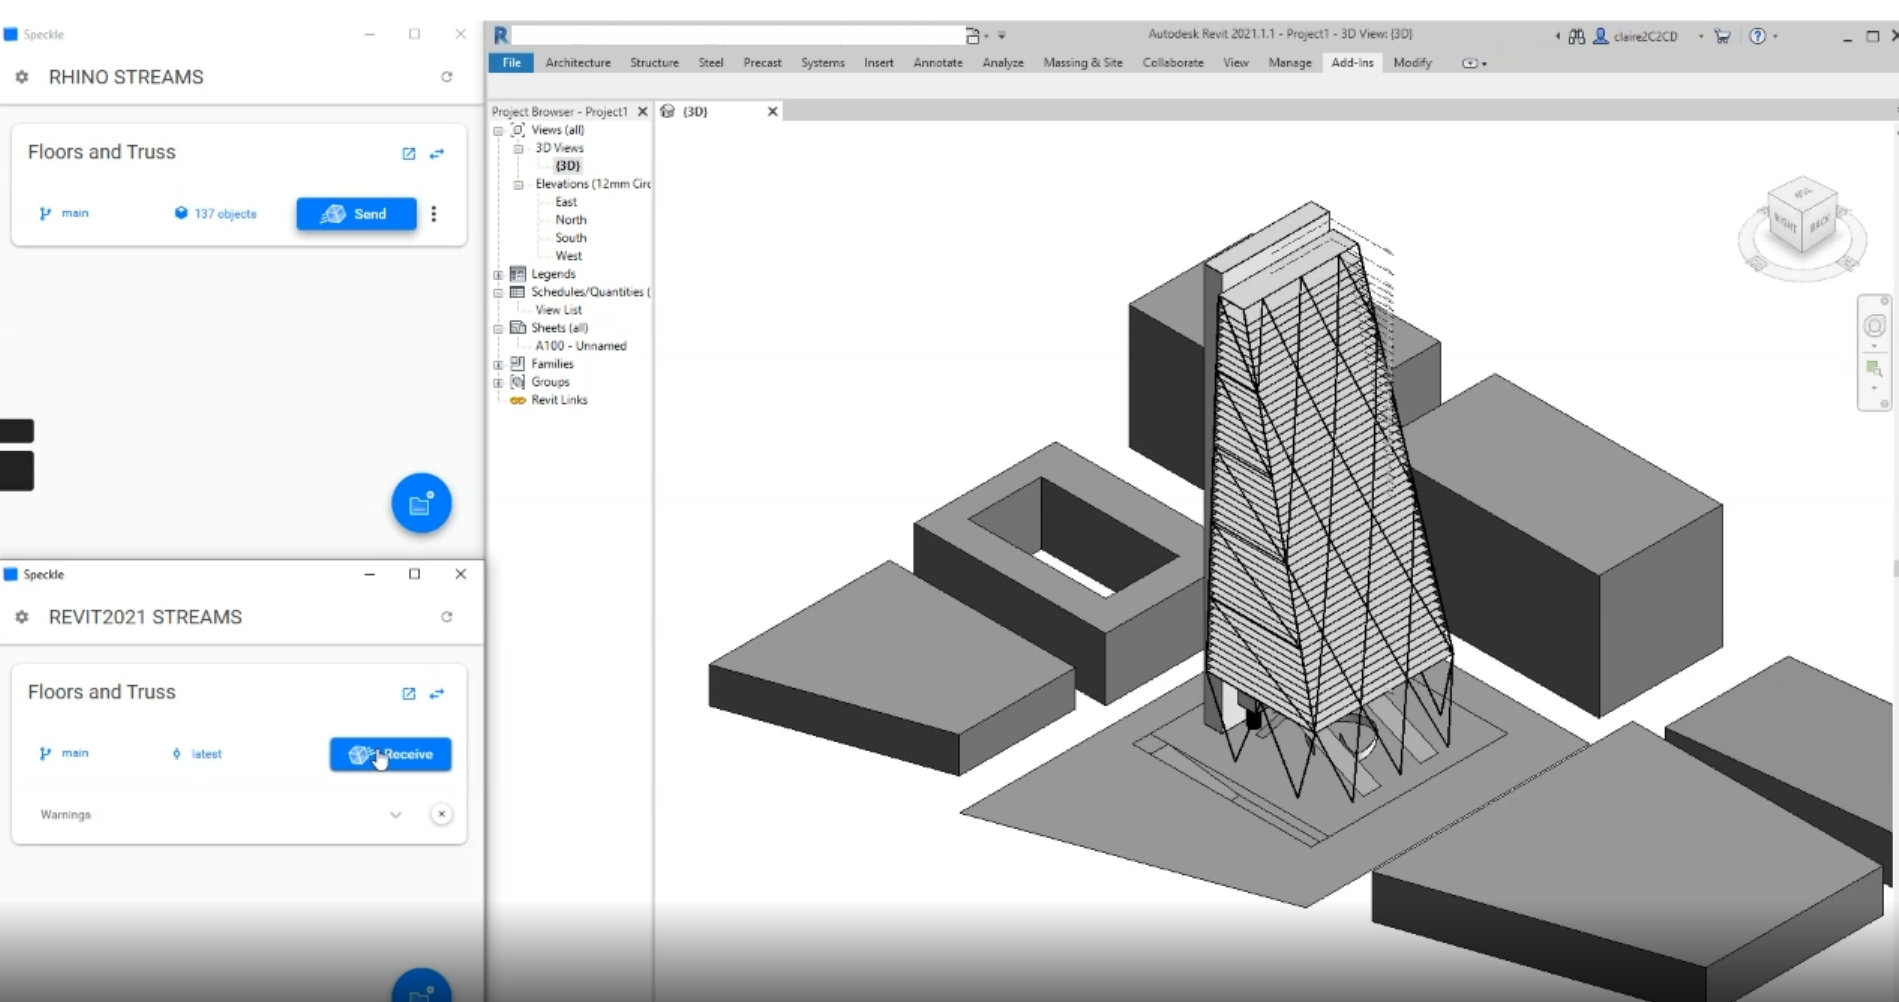 Speckle
RHINO STREAMS
Floors and Truss
main
137 objects
Send
Speckle
REVIT2021 STREAMS
Floors and Truss
main
latest
Receive
Warnings
Autodesk Revit 2021.1.1 - Project1 - 3D View: {3D}
claire2C2CD
File Architecture Structure Steel Precast Systems Insert Annotate Analyze Massing & Site Collaborate View Manage Add-Ins Modify
Project Browser - Project1
{3D}
Views (all)
3D Views
{3D}
Elevations (12mm Circ
East
North
South
West
Legends
Schedules/Quantities (
View List
Sheets (all)
A100 - Unnamed
Families
Groups
Revit Links
TOP
RIGHT
BACK